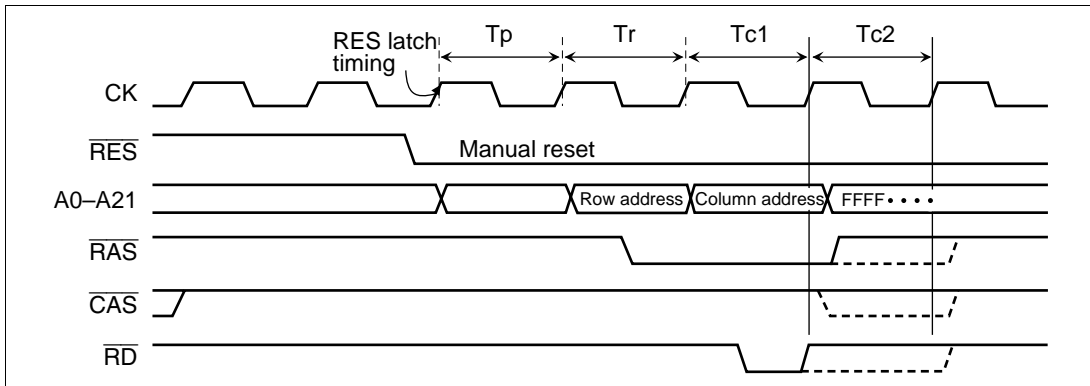 RES latch
timing
Tp
Tr
Tc1
Tc2
CK
RES
Manual reset
A0–A21
Row address
Column address
FFFF • • • •
RAS
CAS
RD